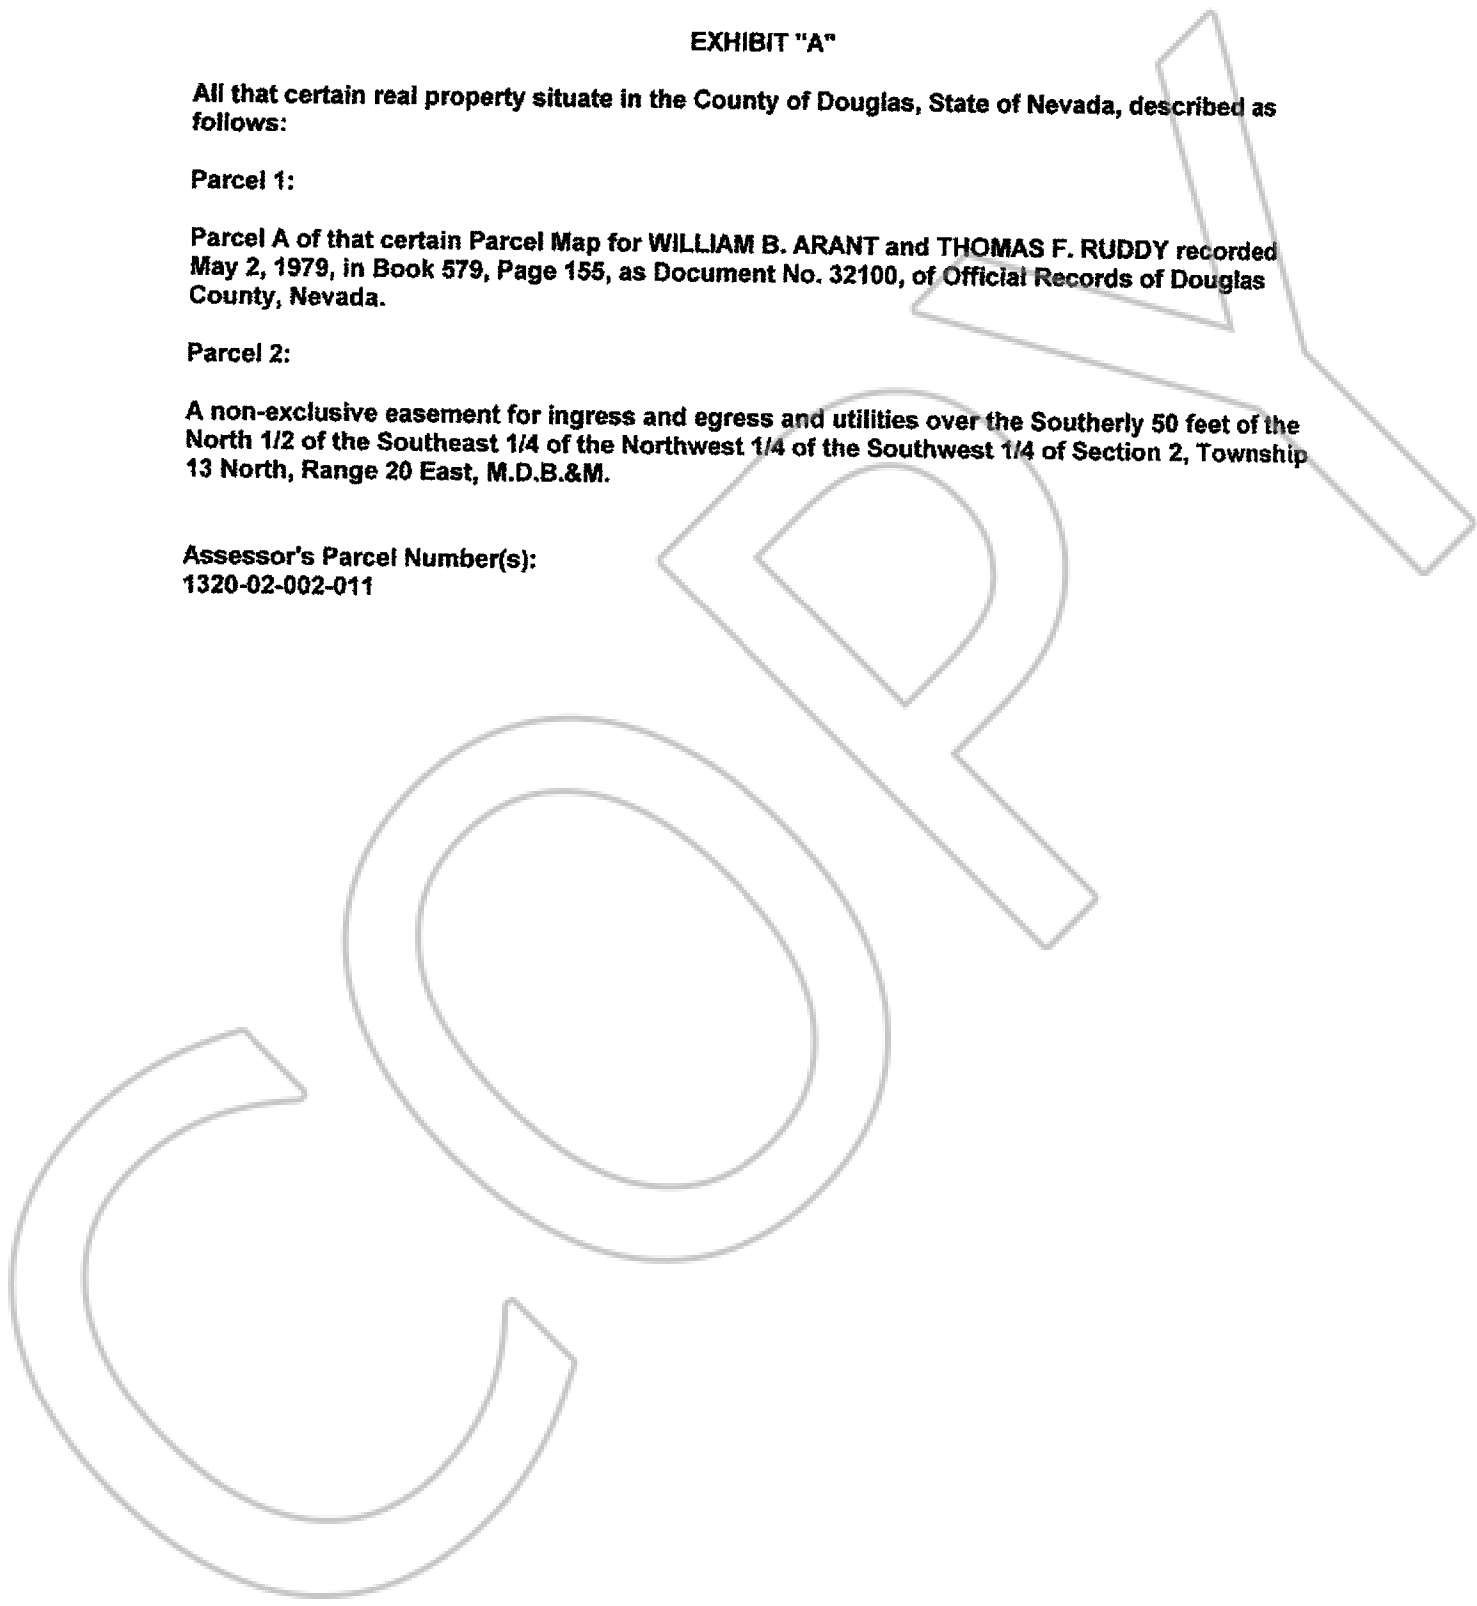 EXHIBIT "A"
All that certain real property situate in the County of Douglas, State of Nevada, described as
follows:
Parcel 1:
Parcel A of that certain Parcel Map for WILLIAM B. ARANT and THOMAS F. RUDDY recorded
May 2, 1979, in Book 579, Page 155, as Document No. 32100, of Official Records of Douglas
County, Nevada.
Parcel 2:
A non-exclusive easement for ingress and egress and utilities over the Southerly 50 feet of the
North 1/2 of the Southeast 1/4 of the Northwest 1/4 of the Southwest 1/4 of Section 2, Township
13 North, Range 20 East, M.D.B.&M.
Assessor's Parcel Number(s):
1320-02-002-011
COPY